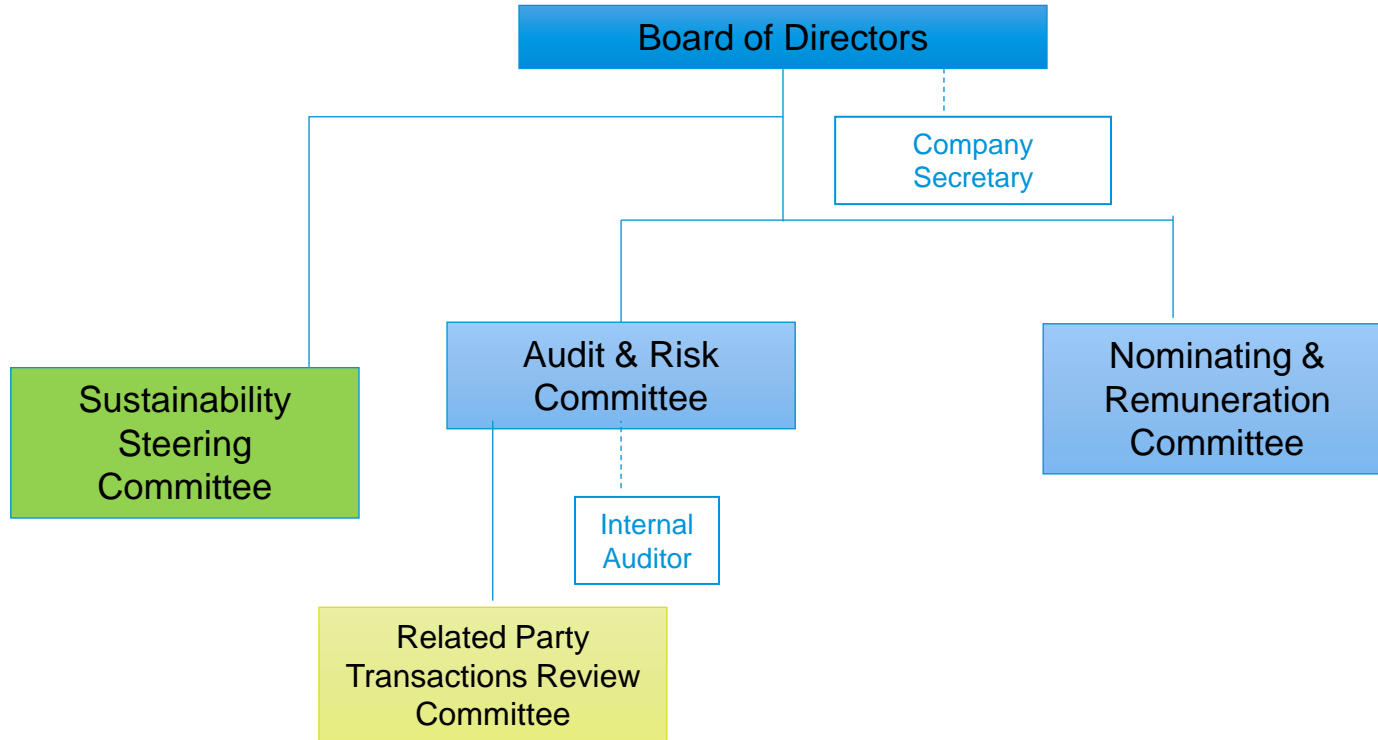 Board of Directors
Company
Secretary
Audit & Risk
Committee
Nominating &
Remuneration
Committee
Sustainability
Steering
Committee
Internal
Auditor
Related Party
Transactions Review
Committee